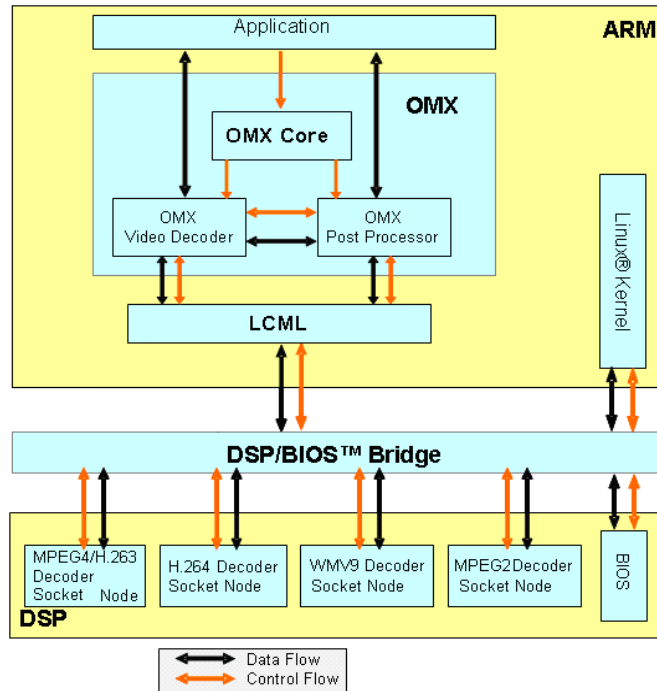 Application
ARM
OMX
OMX Core
OMX
Video Decoder
OMX
Post Processor
Linux® Kernel
LCML
DSP/BIOS™ Bridge
MPEG4/H.263
Decoder
Socket Node
H.264 Decoder
Socket Node
WMV9 Decoder
Socket Node
MPEG2Decoder
Socket Node
BIOS
DSP
Data Flow
Control Flow